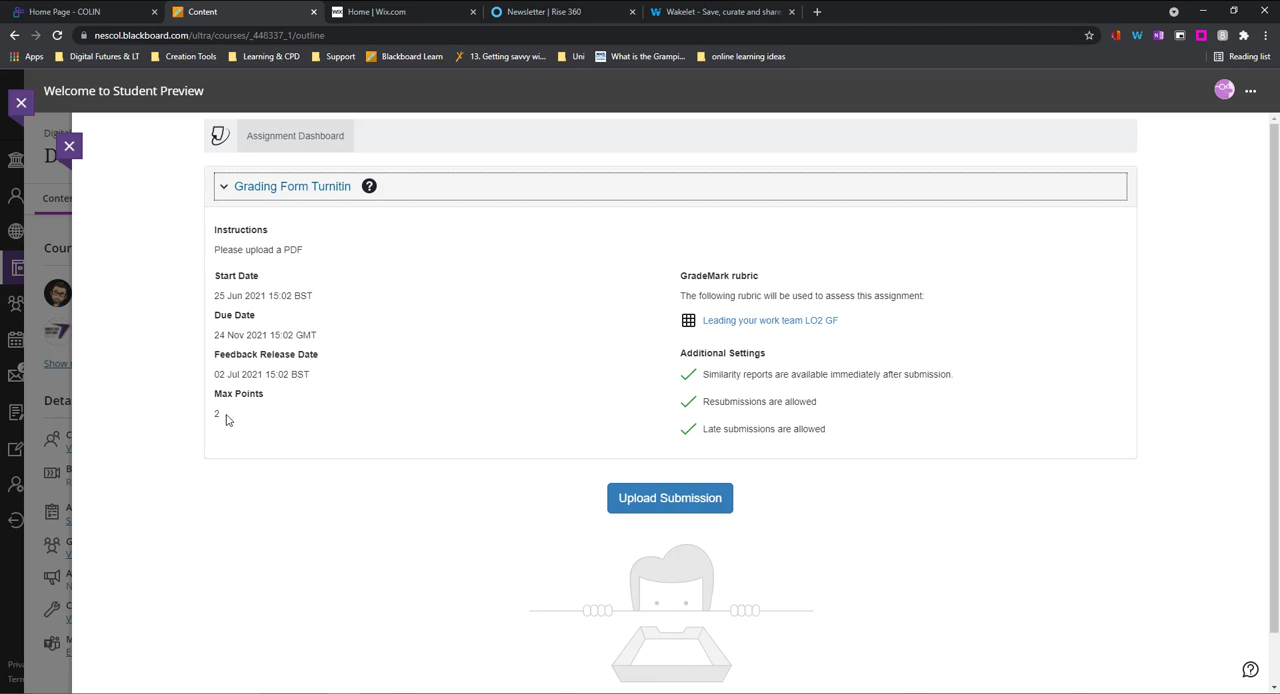 Home Page - COLIN
Content
Home | Wix.com
Newsletter | Rise 360
Wakelet - Save, curate and share
nescol.blackboard.com/ultra/courses/_448337_1/outline
Apps
Digital Futures & LT
Creation Tools
Learning & CPD
Support
Blackboard Learn
13. Getting savvy wi...
Uni
What is the Grampi...
online learning ideas
Reading list
Welcome to Student Preview
Assignment Dashboard
Grading Form Turnitin
Instructions
Please upload a PDF
Start Date
25 Jun 2021 15:02 BST
Due Date
24 Nov 2021 15:02 GMT
Feedback Release Date
02 Jul 2021 15:02 BST
Max Points
2
GradeMark rubric
The following rubric will be used to assess this assignment:
Leading your work team LO2 GF
Additional Settings
Similarity reports are available immediately after submission.
Resubmissions are allowed
Late submissions are allowed
Upload Submission